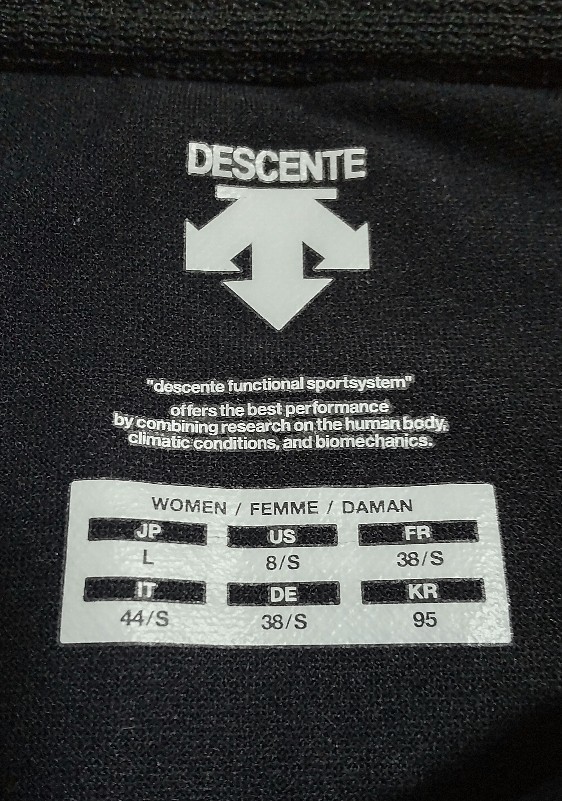 DESCENTE
"descente functional sportsystem"
offers the best performance
by combining research on the human body,
climatic conditions, and biomechanics.
WOMEN / FEMME / DAMAN
JP US FR
L 8/S 38/S
IT DE KR
44/S 38/S 95